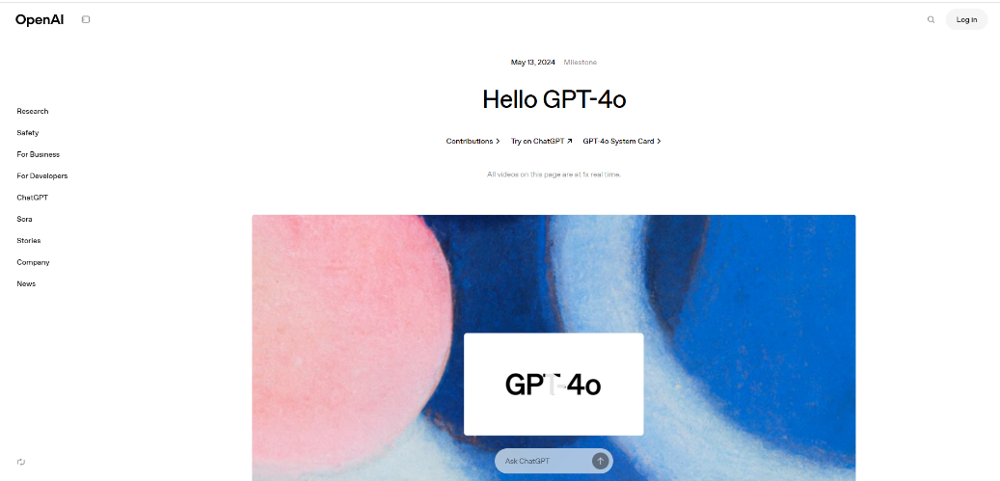 OpenAI
Log in
May 13, 2024 Milestone
Hello GPT-4o
Contributions Try on ChatGPT GPT-4o System Card
All videos on this page are at 1x real time.
Research
Safety
For Business
For Developers
ChatGPT
Sora
Stories
Company
News
GPT-4o
Ask ChatGPT